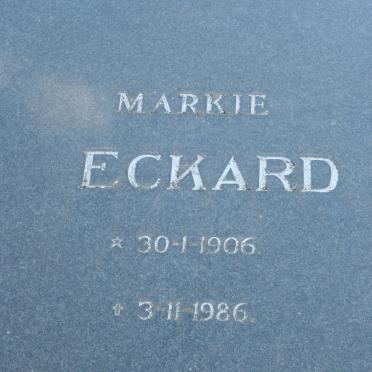 MARKIE
ECKARD
☆ 30-1-1906.
✝ 3-11-1986.